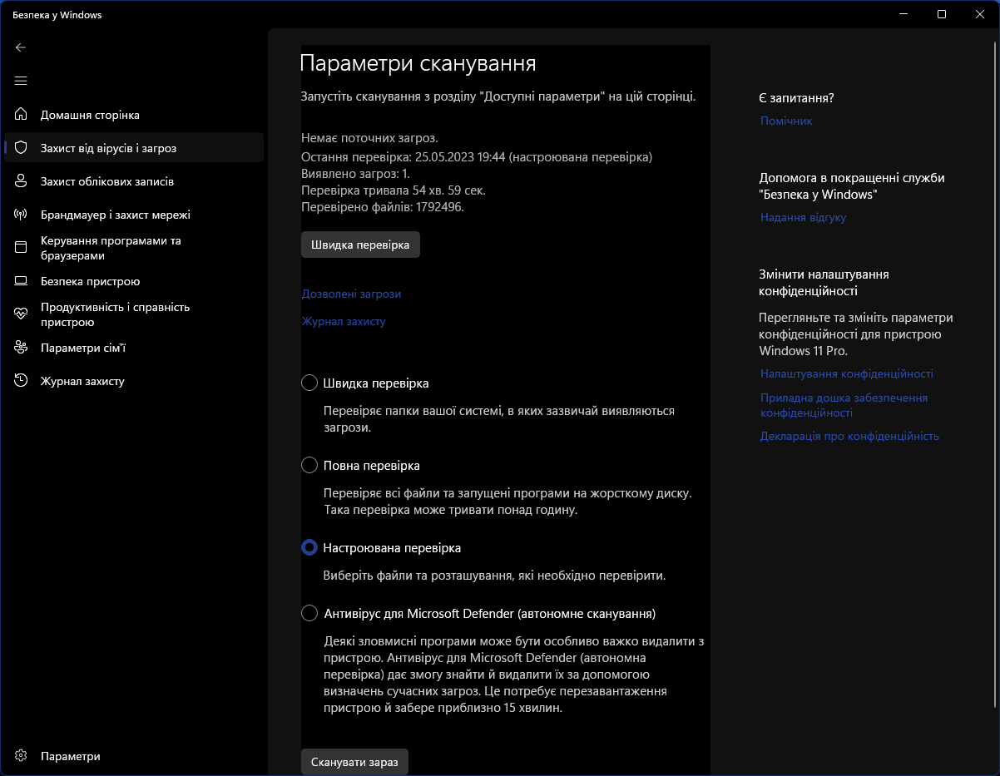 Безпека у Windows
Домашня сторінка
Захист від вірусів і загроз
Захист облікових записів
Брандмауер і захист мережі
Керування програмами та
браузерами
Безпека пристрою
Продуктивність і справність
пристрою
Параметри сім'ї
Журнал захисту
Параметри
Параметри сканування
Запустіть сканування з розділу "Доступні параметри" на цій сторінці.
Немає поточних загроз.
Остання перевірка: 25.05.2023 19:44 (настроювана перевірка)
Виявлено загроз: 1.
Перевірка тривала 54 хв. 59 сек.
Перевірено файлів: 1792496.
Швидка перевірка
Дозволені загрози
Журнал захисту
Швидка перевірка
Перевіряє папки вашої системі, в яких зазвичай виявляються
загрози.
Повна перевірка
Перевіряє всі файли та запущені програми на жорсткому диску.
Така перевірка може тривати понад годину.
Настроювана перевірка
Виберіть файли та розташування, які необхідно перевірити.
Антивірус для Microsoft Defender (автономне сканування)
Деякі зловмисні програми може бути особливо важко видалити з
пристрою. Антивірус для Microsoft Defender (автономна
перевірка) дає змогу знайти й видалити їх за допомогою
визначень сучасних загроз. Це потребує перезавантаження
пристрою й забере приблизно 15 хвилин.
Сканувати зараз
Є запитання?
Помічник
Допомога в покращенні служби
"Безпека у Windows"
Надання відгуку
Змінити налаштування
конфіденційності
Перегляньте та змініть параметри
конфіденційності для пристрою
Windows 11 Pro.
Налаштування конфіденційності
Приладна дошка забезпечення
конфіденційності
Декларація про конфіденційність